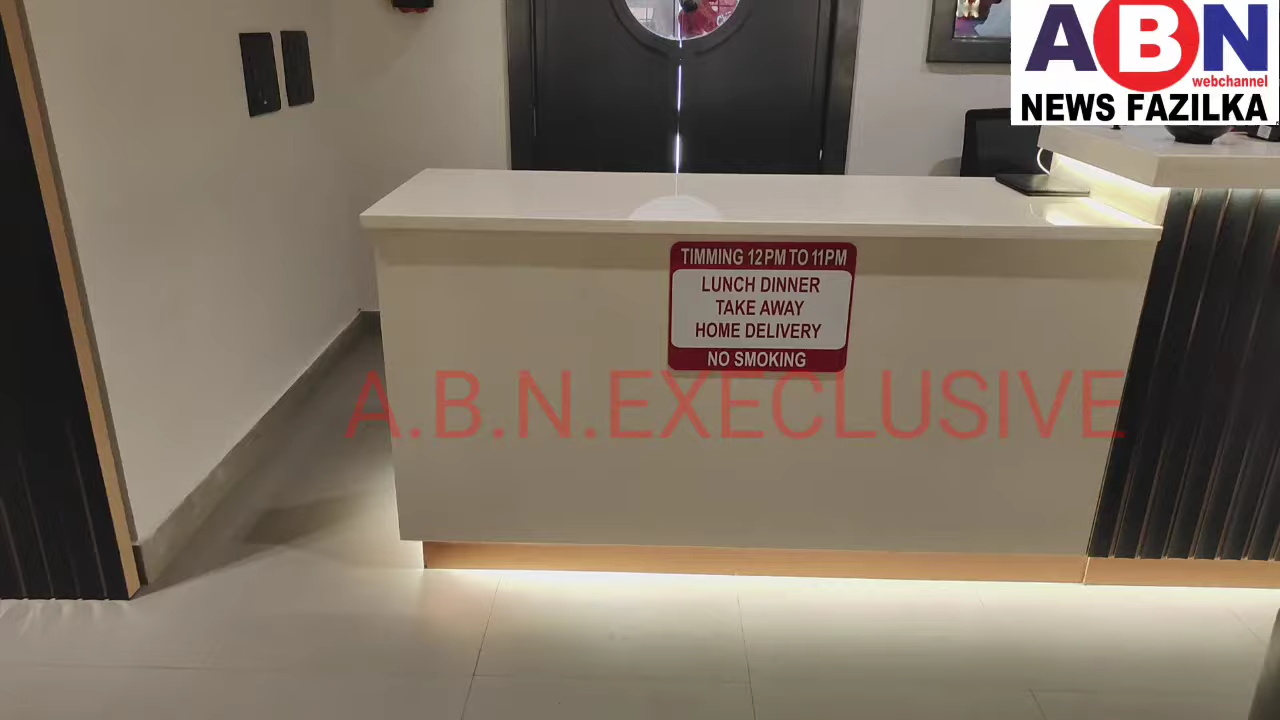 ABN
webchannel
NEWS FAZILKA
TIMMING 12PM TO 11PM
LUNCH DINNER
TAKE AWAY
HOME DELIVERY
NO SMOKING
A.B.N.EXECLUSIVE